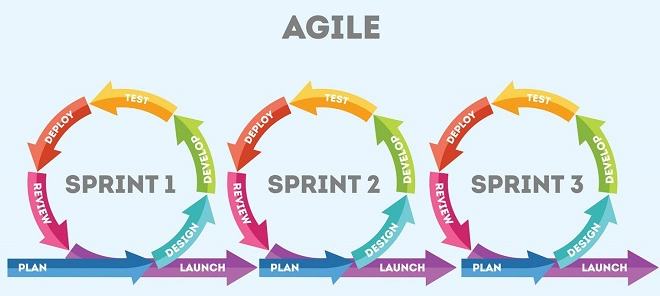 AGILE
TEST
DEPLOY
DEVELOP
SPRINT 1
REVIEW
DESIGN
PLAN
LAUNCH
TEST
DEPLOY
DEVELOP
SPRINT 2
REVIEW
DESIGN
PLAN
LAUNCH
TEST
DEPLOY
DEVELOP
SPRINT 3
REVIEW
DESIGN
PLAN
LAUNCH